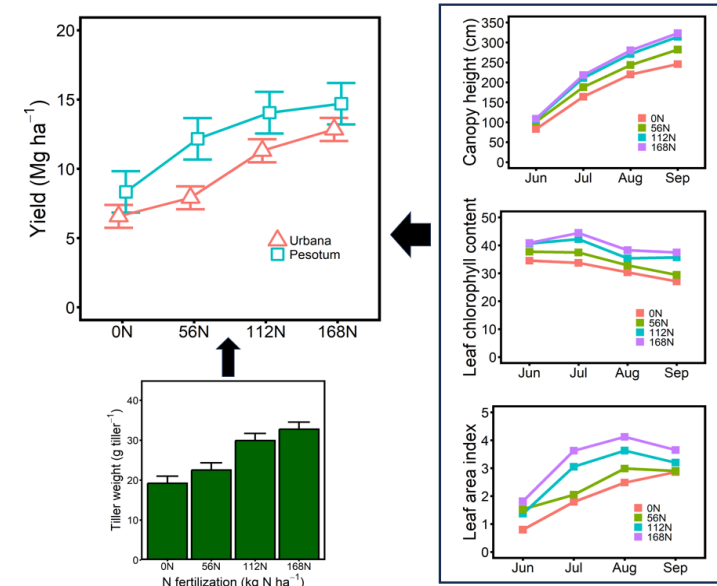 Yield (Mg ha⁻¹)
20
15
10
5
0
Urbana
Pesotum
0N 56N 112N 168N
Tiller weight (g tiller⁻¹)
40
30
20
10
0
0N 56N 112N 168N
N fertilization (kg N ha⁻¹)
Canopy height (cm)
350
300
250
200
150
100
50
0
0N
56N
112N
168N
Jun Jul Aug Sep
Leaf chlorophyll content
50
40
30
20
10
0
0N
56N
112N
168N
Jun Jul Aug Sep
Leaf area index
5
4
3
2
1
0
0N
56N
112N
168N
Jun Jul Aug Sep